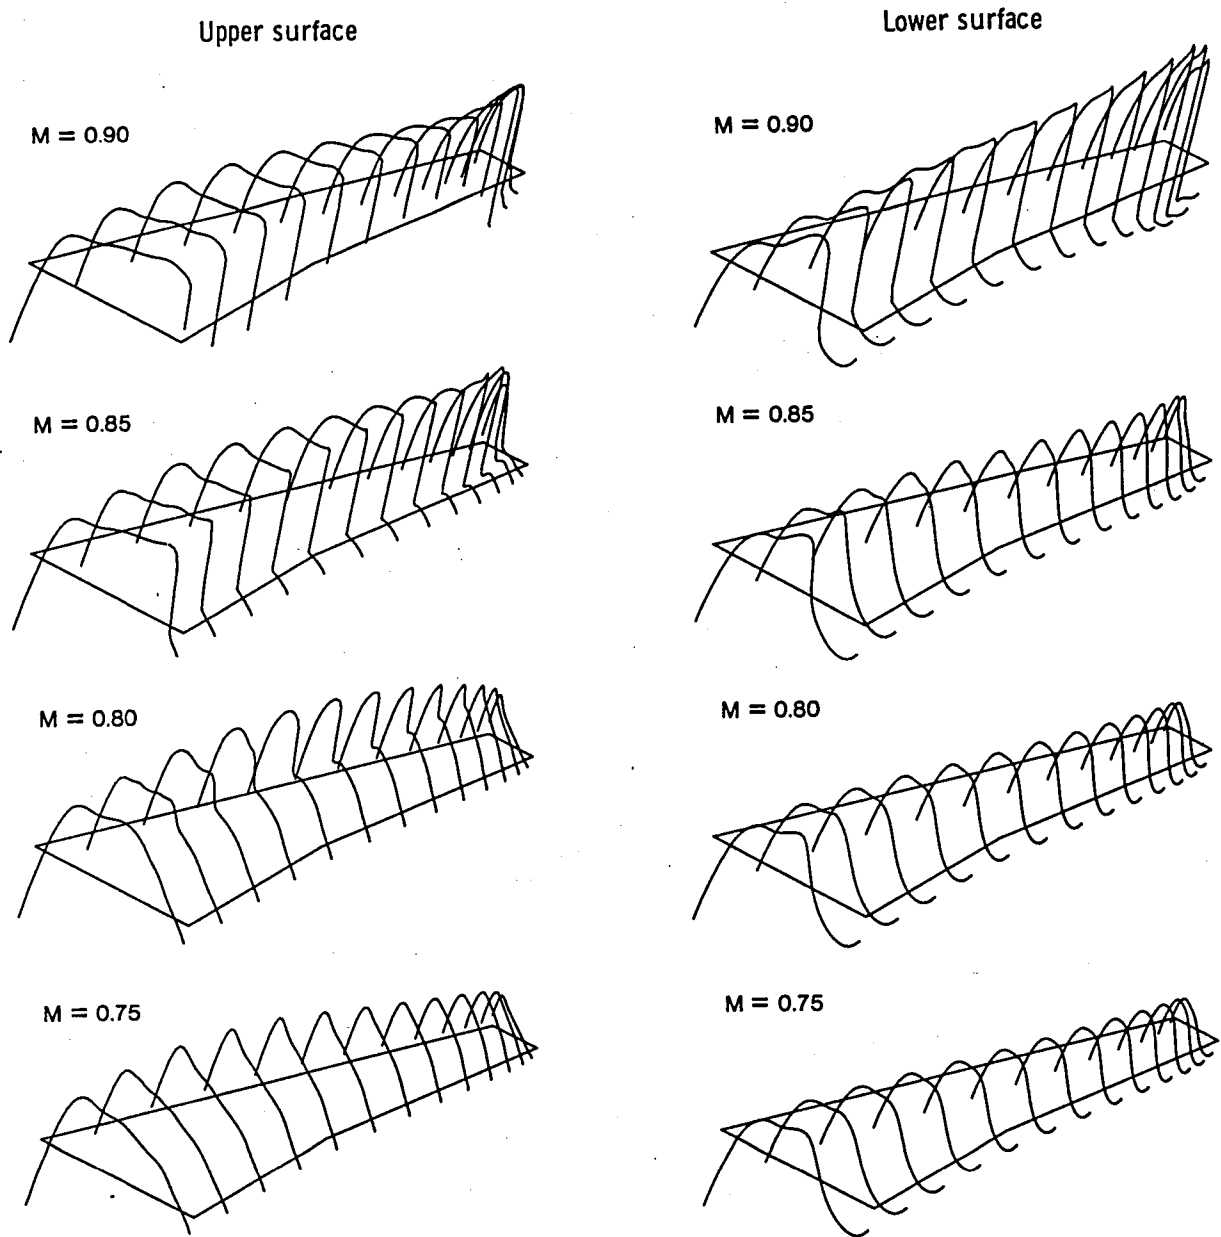 Upper surface
Lower surface
M = 0.90
M = 0.90
M = 0.85
M = 0.85
M = 0.80
M = 0.80
M = 0.75
M = 0.75